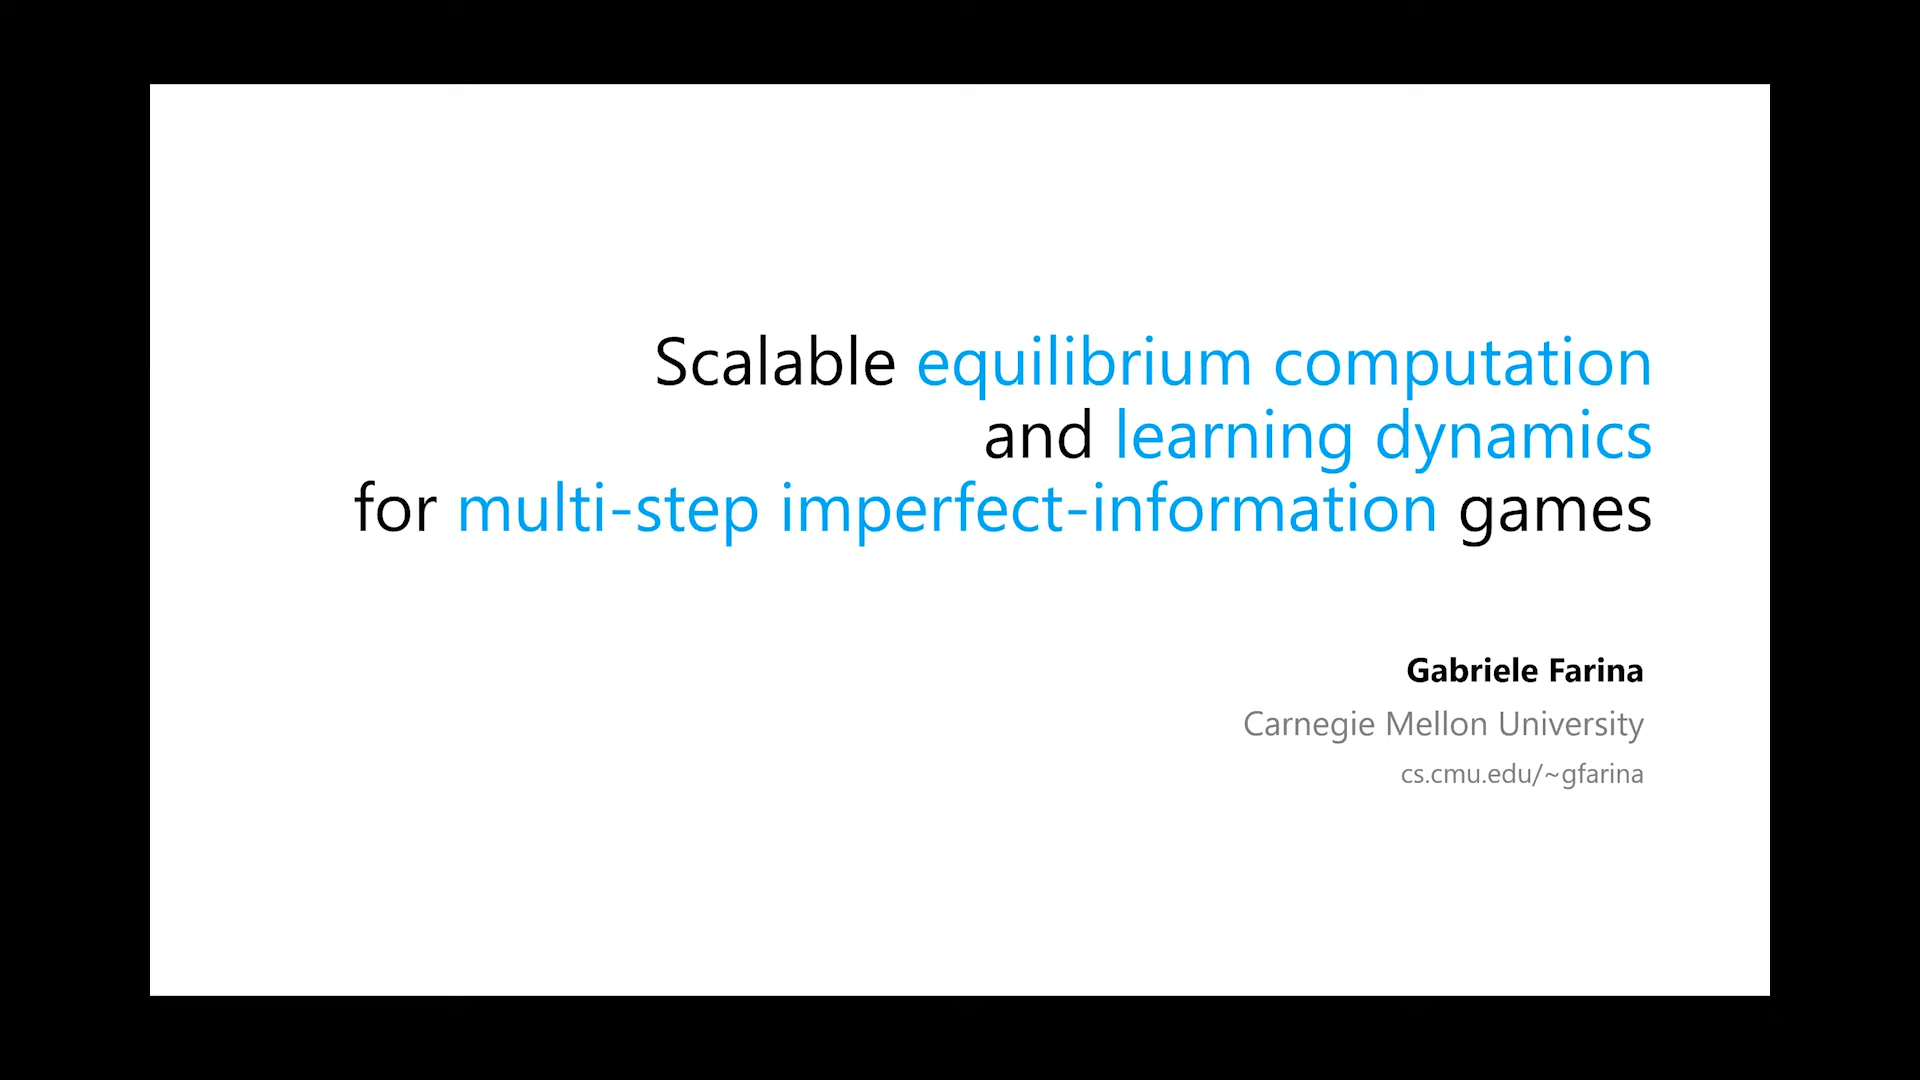 Scalable equilibrium computation
and learning dynamics
for multi-step imperfect-information games
Gabriele Farina
Carnegie Mellon University
cs.cmu.edu/~gfarina